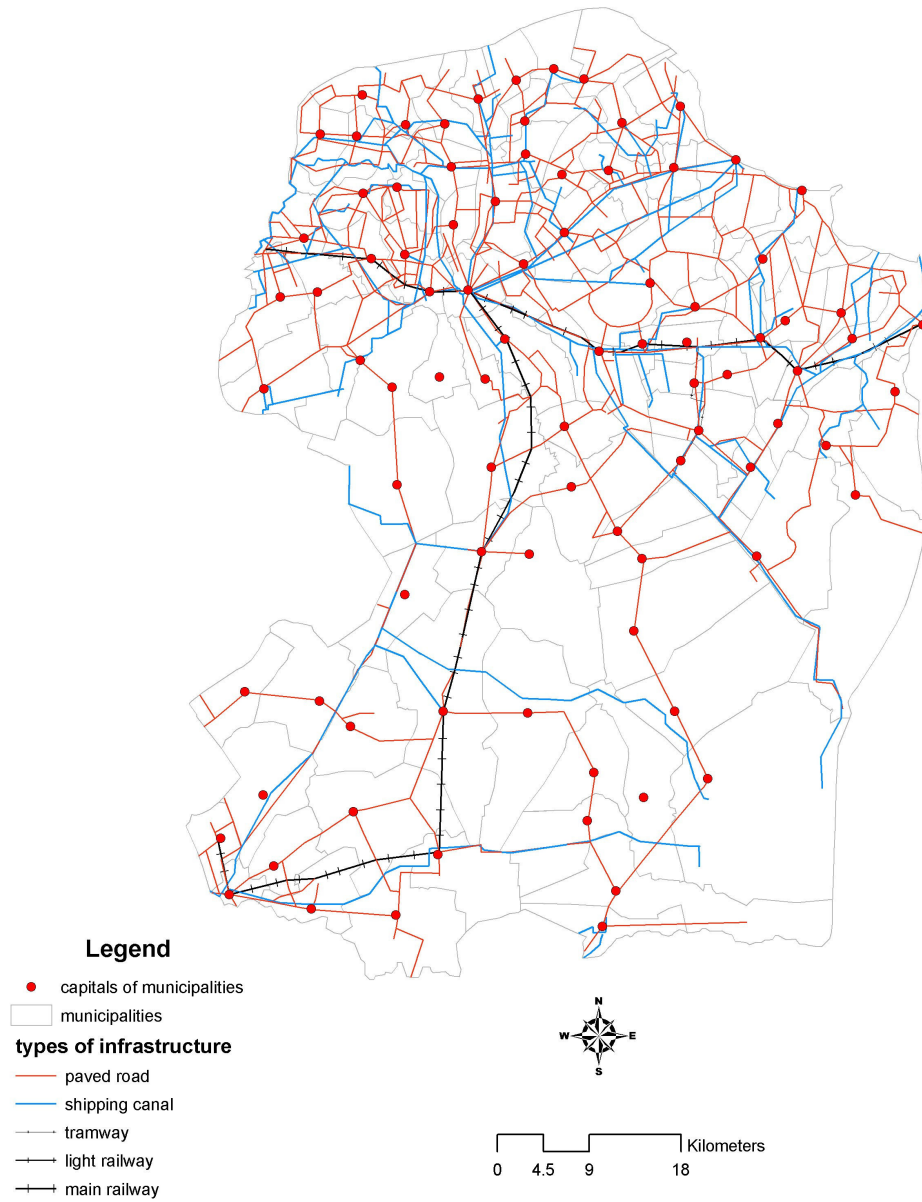 Legend
capitals of municipalities
municipalities
types of infrastructure
paved road
shipping canal
tramway
light railway
main railway
N
W E
S
Kilometers
0 4.5 9 18